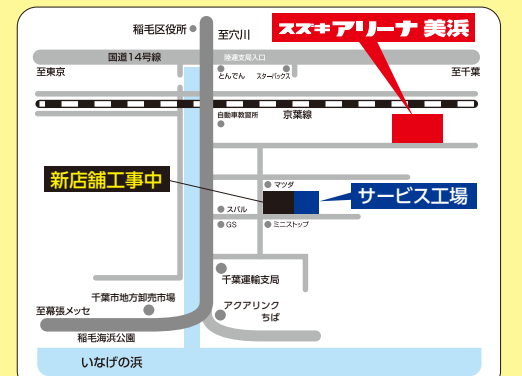 稲毛区役所
至穴川
スズキアリーナ 美浜
国道14号線
陸運支局入口
至東京
とんでん
スターバックス
至千葉
自動車教習所
京葉線
新店舗工事中
マツダ
サービス工場
スバル
GS
ミニストップ
千葉運輸支局
千葉市地方卸売市場
至幕張メッセ
アクアリンク
ちば
稲毛海浜公園
いなげの浜